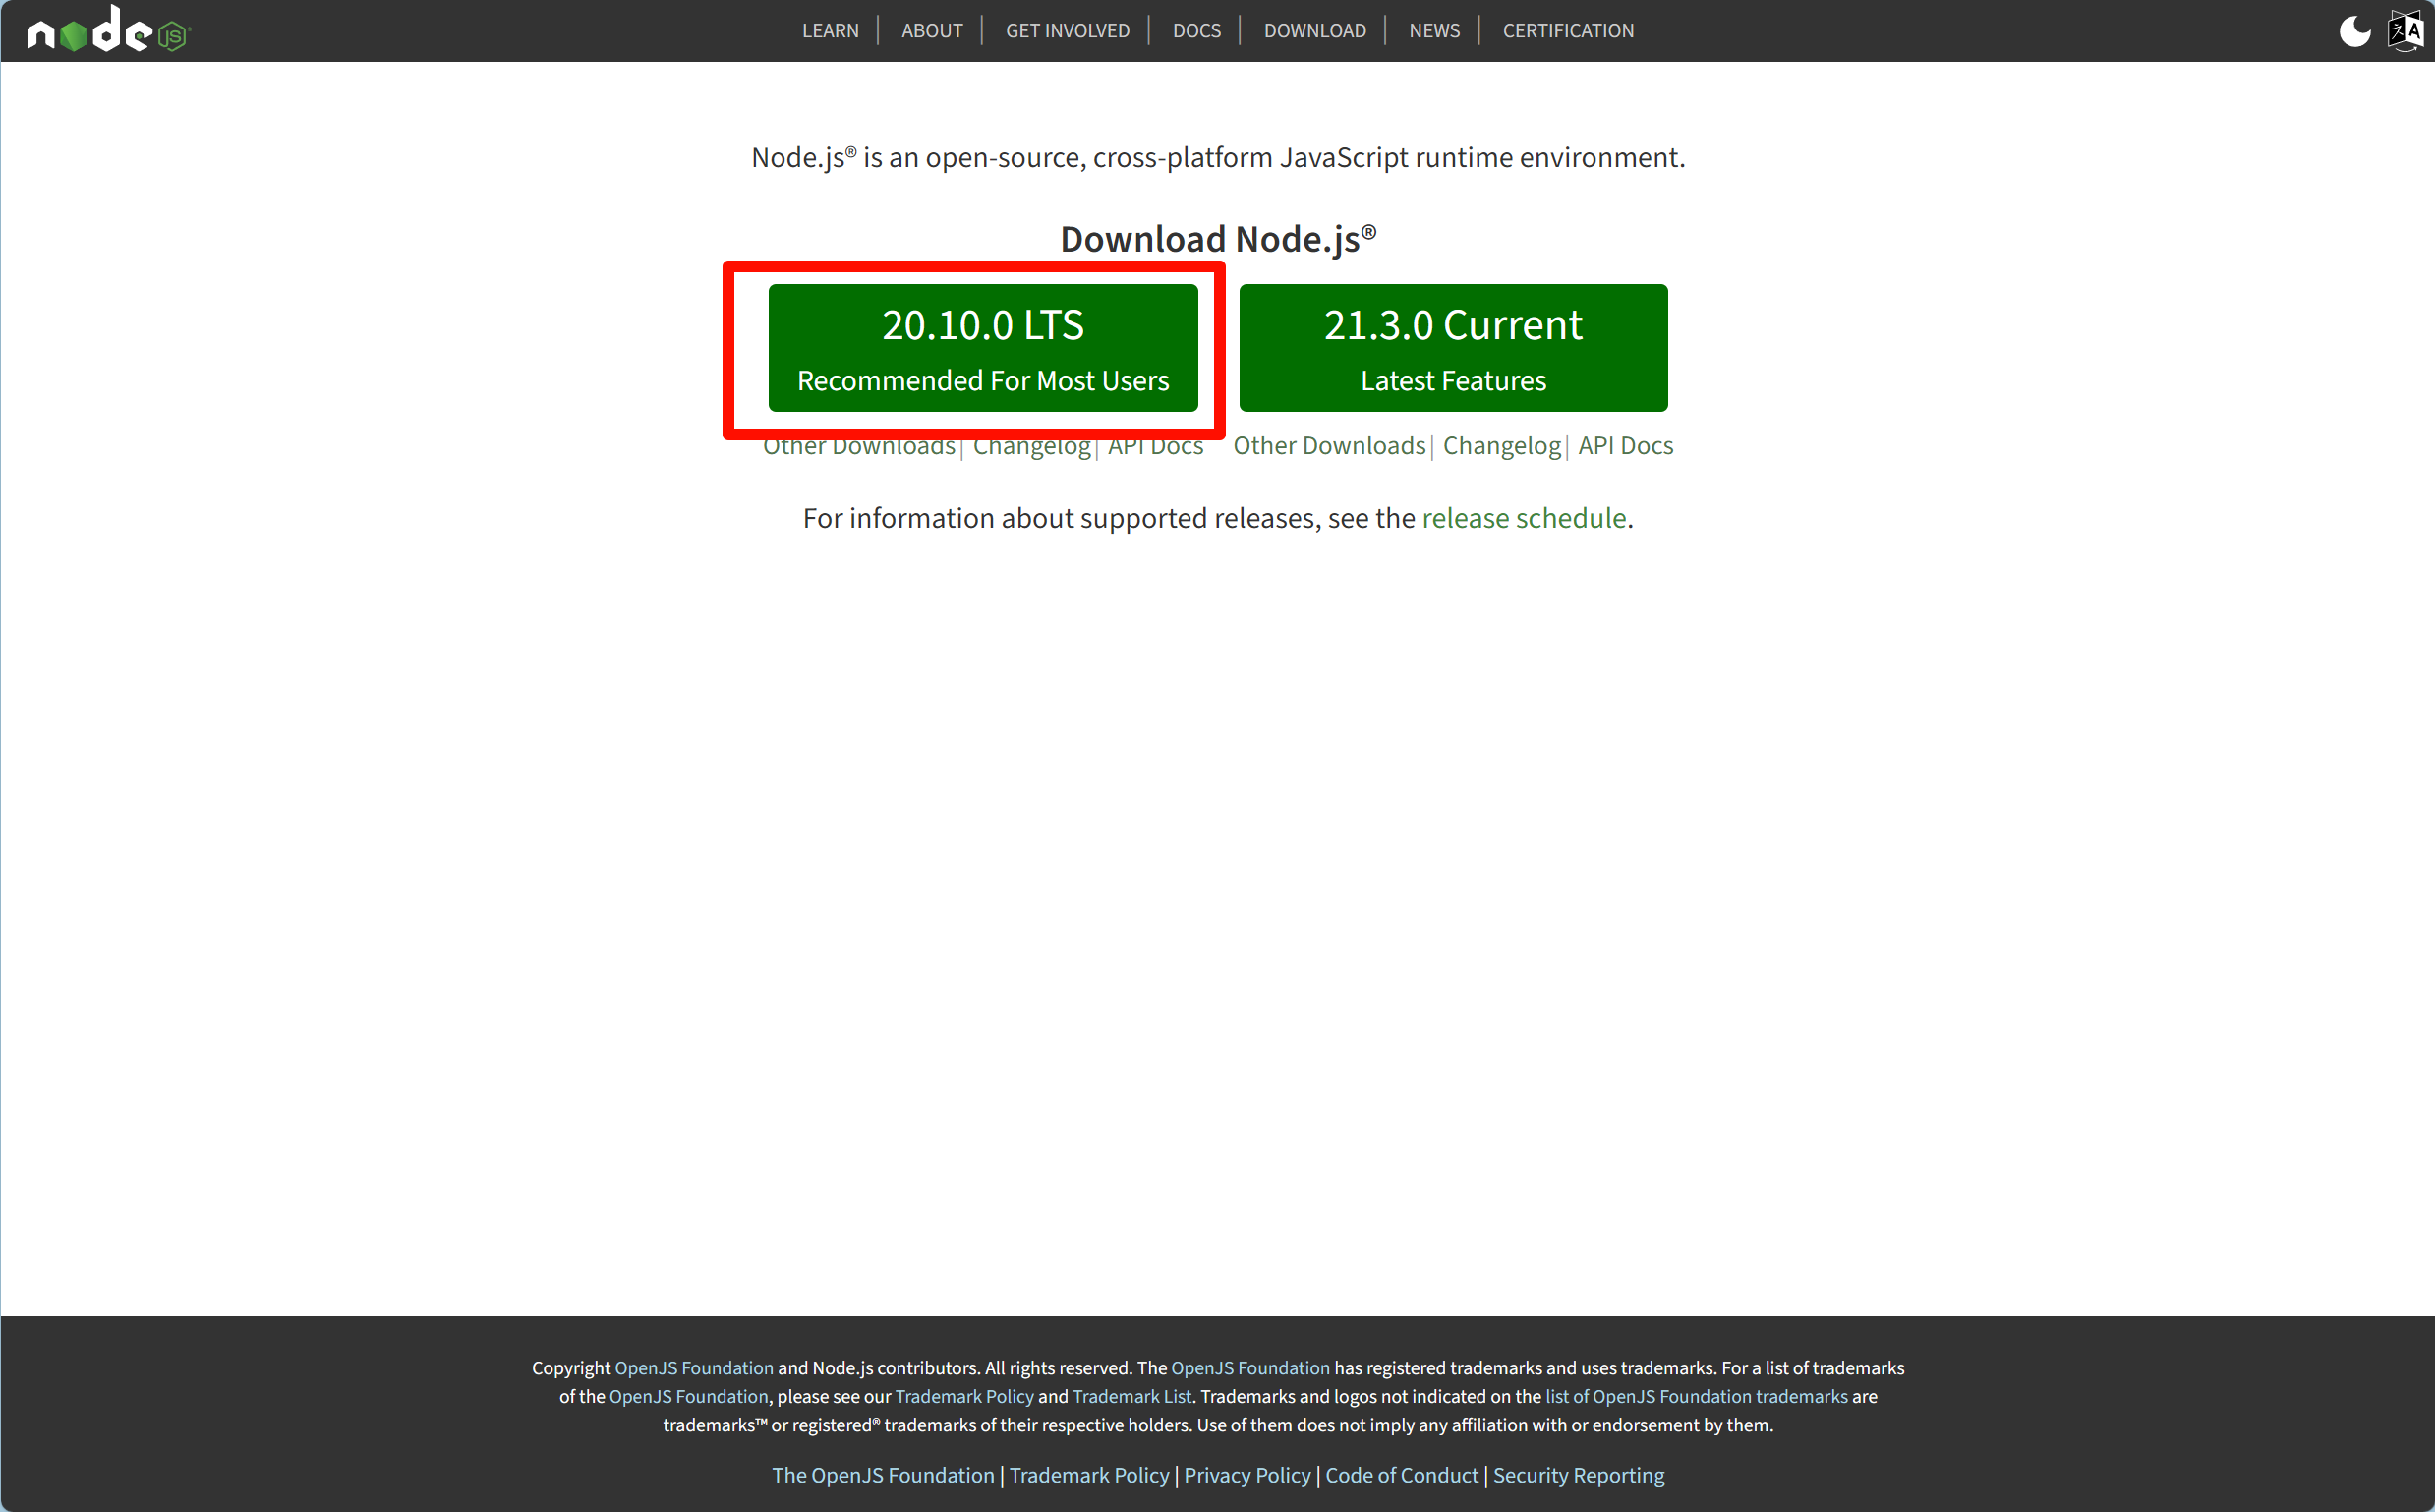 node JS
LEARN | ABOUT | GET INVOLVED | DOCS | DOWNLOAD | NEWS | CERTIFICATION
Node.js® is an open-source, cross-platform JavaScript runtime environment.
Download Node.js®
20.10.0 LTS
Recommended For Most Users
21.3.0 Current
Latest Features
Other Downloads | Changelog | API Docs
Other Downloads | Changelog | API Docs
For information about supported releases, see the release schedule.
Copyright OpenJS Foundation and Node.js contributors. All rights reserved. The OpenJS Foundation has registered trademarks and uses trademarks. For a list of trademarks
of the OpenJS Foundation, please see our Trademark Policy and Trademark List. Trademarks and logos not indicated on the list of OpenJS Foundation trademarks are
trademarks™ or registered® trademarks of their respective holders. Use of them does not imply any affiliation with or endorsement by them.
The OpenJS Foundation | Trademark Policy | Privacy Policy | Code of Conduct | Security Reporting